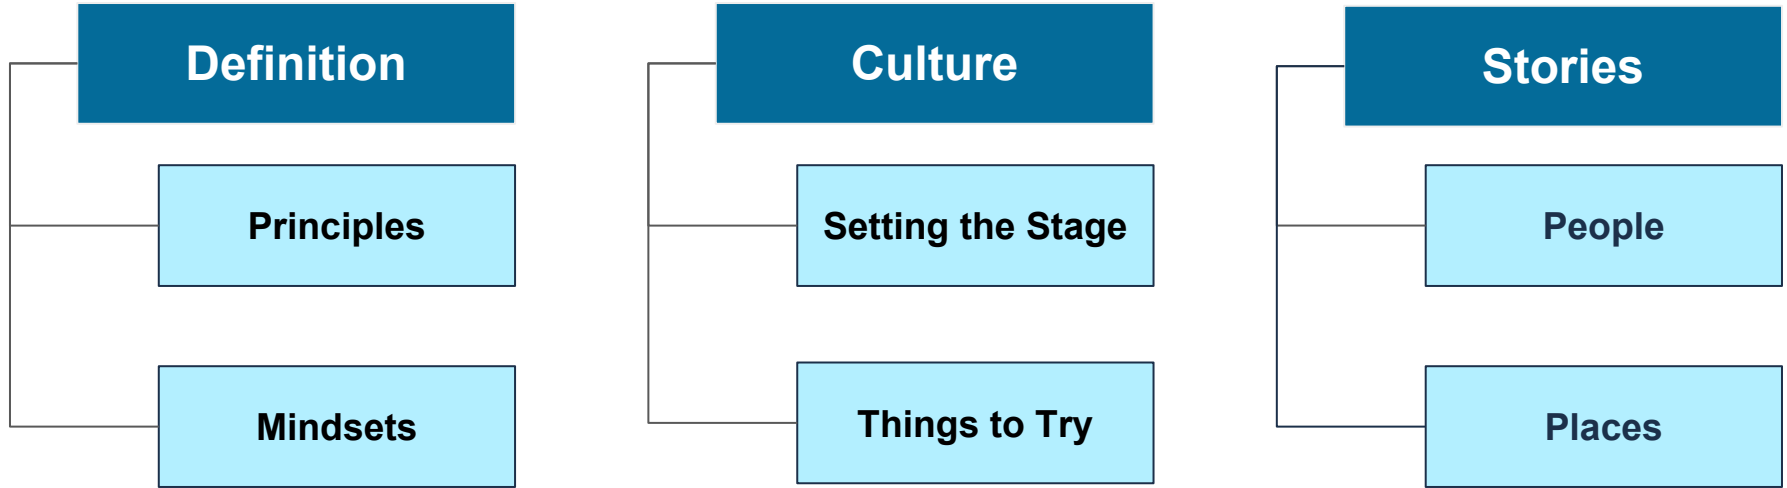 Definition
Principles
Mindsets
Culture
Setting the Stage
Things to Try
Stories
People
Places